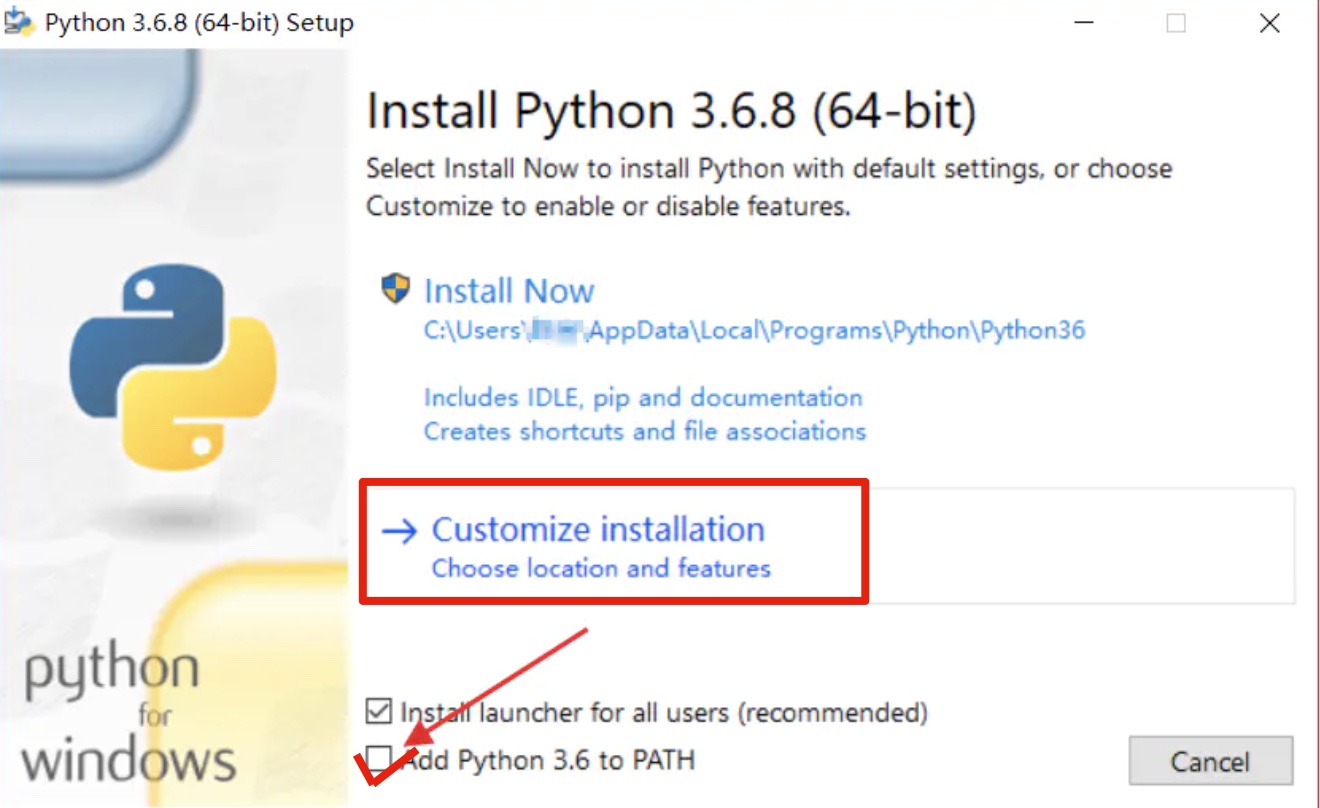 Python 3.6.8 (64-bit) Setup
Install Python 3.6.8 (64-bit)
Select Install Now to install Python with default settings, or choose
Customize to enable or disable features.
Install Now
C:\Users\ \AppData\Local\Programs\Python\Python36
Includes IDLE, pip and documentation
Creates shortcuts and file associations
Customize installation
Choose location and features
Install launcher for all users (recommended)
Add Python 3.6 to PATH
Cancel
python
for
windows